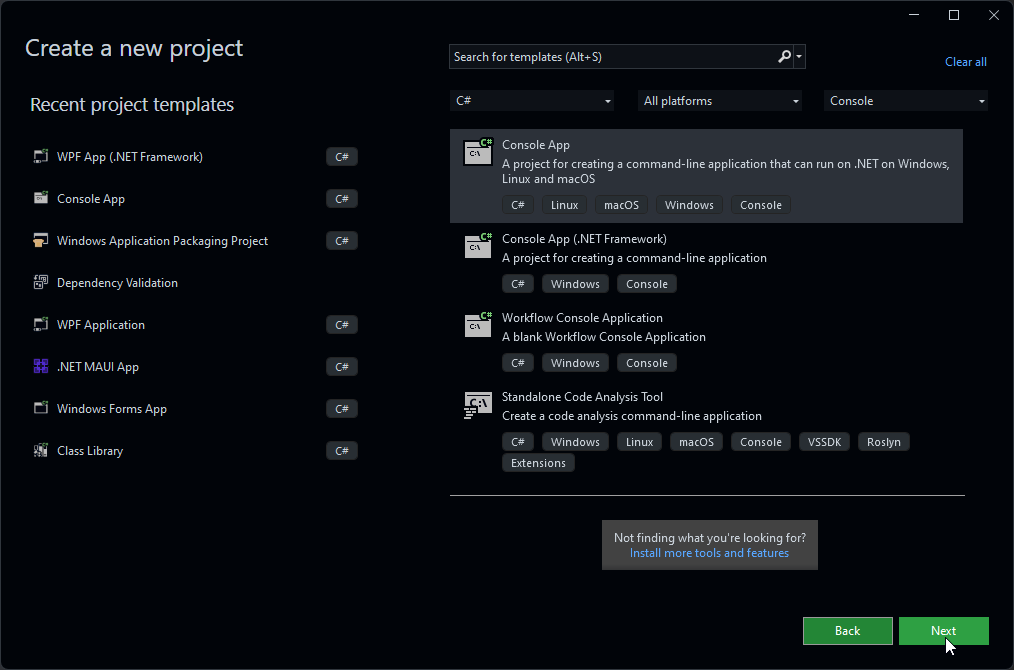 Create a new project
Search for templates (Alt+S)
Clear all
Recent project templates
C#
All platforms
Console
WPF App (.NET Framework)
C#
Console App
C#
Windows Application Packaging Project
C#
Dependency Validation
WPF Application
C#
.NET MAUI App
C#
Windows Forms App
C#
Class Library
C#
C#
C:\
Console App
A project for creating a command-line application that can run on .NET on Windows,
Linux and macOS
C# Linux macOS Windows Console
C#
C:\
Console App (.NET Framework)
A project for creating a command-line application
C# Windows Console
C#
C:\
Workflow Console Application
A blank Workflow Console Application
C# Windows Console
C:\
Standalone Code Analysis Tool
Create a code analysis command-line application
C# Windows Linux macOS Console VSSDK Roslyn
Extensions
Not finding what you're looking for?
Install more tools and features
Back
Next